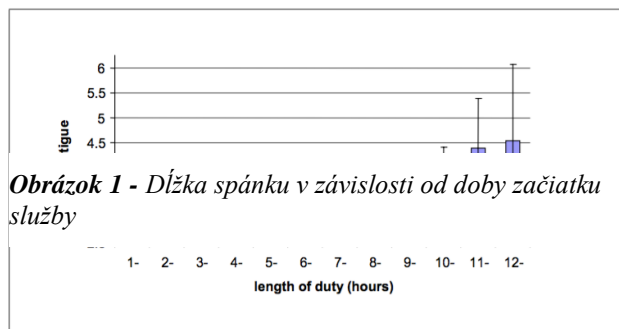 6
5.5
5
4.5
tigue
Obrázok 1 - Dĺžka spánku v závislosti od doby začiatku
služby
1- 2- 3- 4- 5- 6- 7- 8- 9- 10- 11- 12-
length of duty (hours)